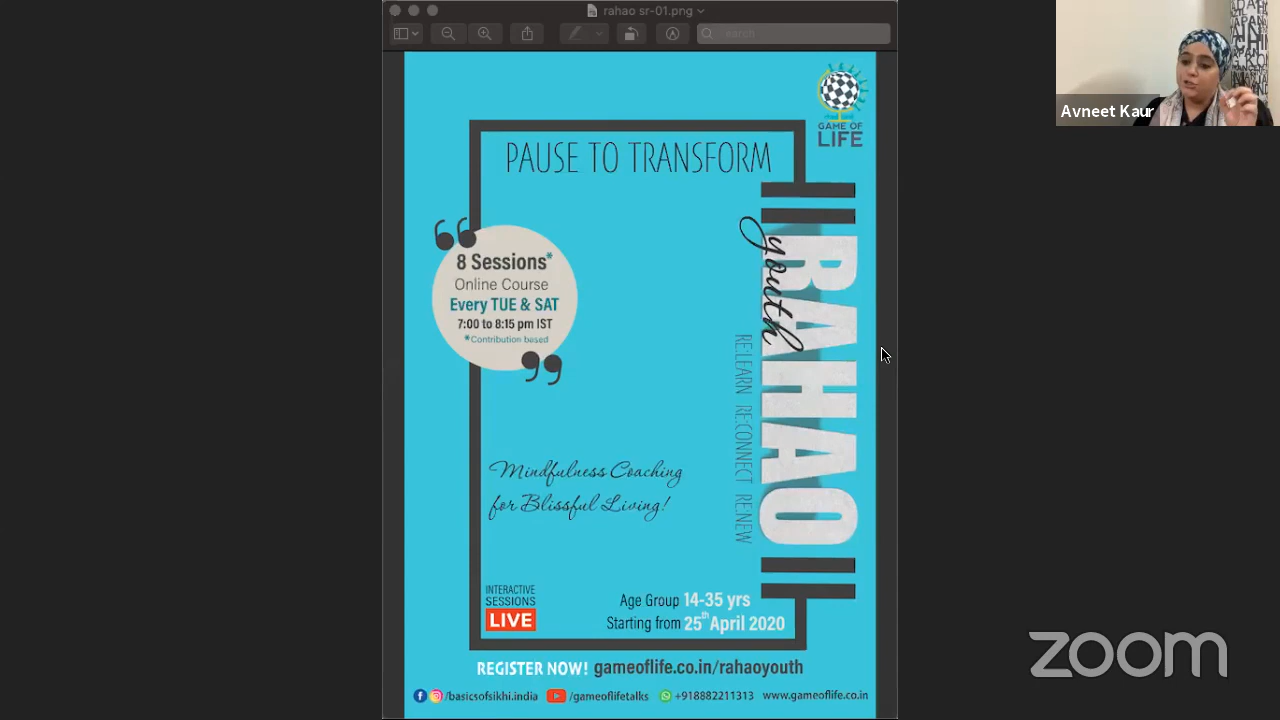 rahao sr-01.png
Avneet Kaur
GAME OF
LIFE
PAUSE TO TRANSFORM
8 Sessions*
Online Course
Every TUE & SAT
7:00 to 8:15 pm IST
*Contribution based
youth
RAHAO
RE:LEARN RE:CONNECT RE:NEW
Mindfulness Coaching
for Blissful Living!
INTERACTIVE
SESSIONS
LIVE
Age Group 14-35 yrs
Starting from 25th April 2020
REGISTER NOW! gameoflife.co.in/rahaoyouth
/basicsofsikhi.india /gameoflifetalks +918882211313 www.gameoflife.co.in
zoom